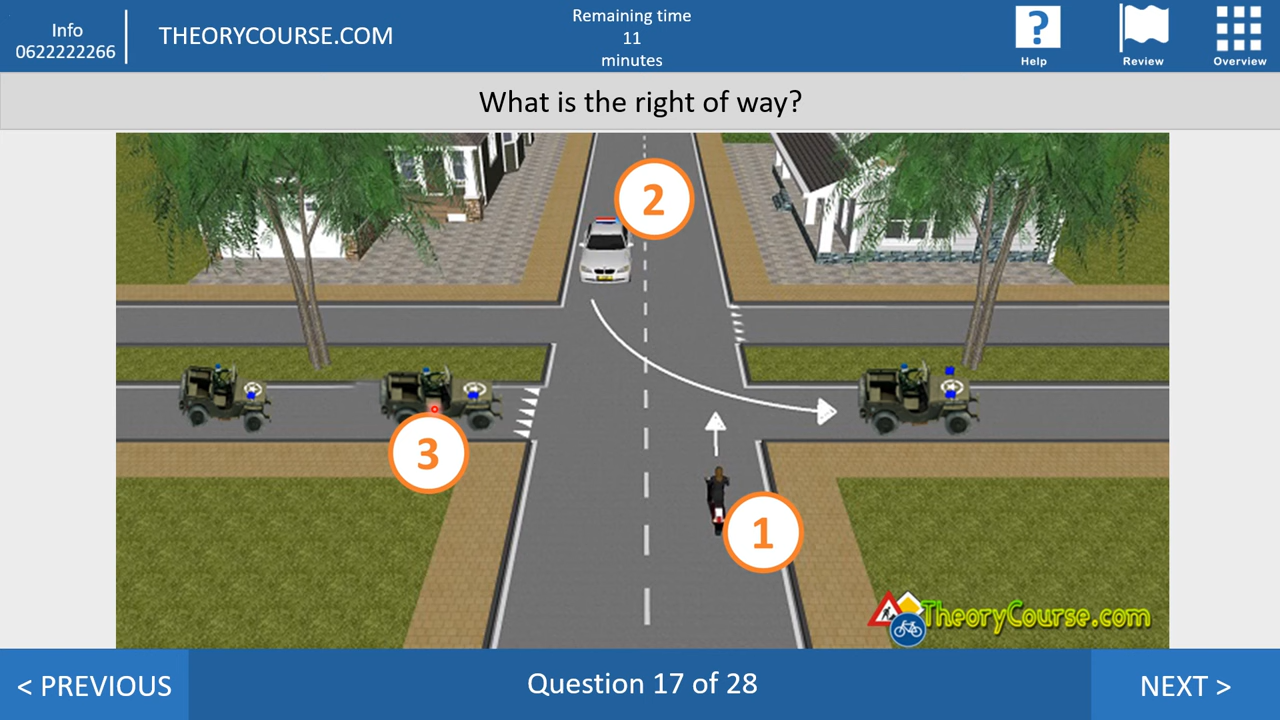 Info
0622222266
THEORYCOURSE.COM
Remaining time
11
minutes
?
Help
Review
Overview
What is the right of way?
2
3
1
TheoryCourse.com
< PREVIOUS
Question 17 of 28
NEXT >